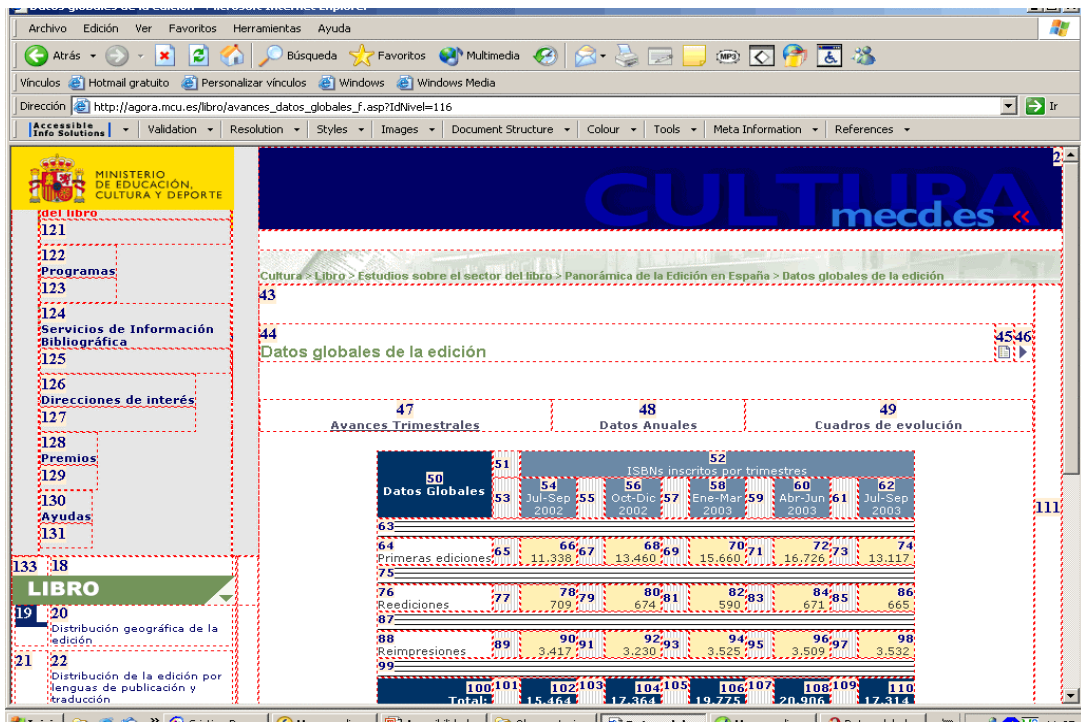 Archivo Edición Ver Favoritos Herramientas Ayuda
Atrás Búsqueda Favoritos Multimedia
Vínculos Hotmail gratuito Personalizar vínculos Windows Windows Media
Dirección http://agora.mcu.es/libro/avances_datos_globales_f.asp?IdNivel=116 Ir
Accessible Info Solutions Validation Resolution Styles Images Document Structure Colour Tools Meta Information References
MINISTERIO
DE EDUCACIÓN,
CULTURA Y DEPORTE
2
CULTURA
mecd.es «
del libro
121
122
Programas
123
124
Servicios de Información
Bibliográfica
125
126
Direcciones de interés
127
128
Premios
129
130
Ayudas
131
133 18
LIBRO
19 20
Distribución geográfica de la
edición
21 22
Distribución de la edición por
lenguas de publicación y
traducción
Cultura > Libro > Estudios sobre el sector del libro > Panorámica de la Edición en España > Datos globales de la edición
43
44 45 46
Datos globales de la edición
47 48 49
Avances Trimestrales Datos Anuales Cuadros de evolución
50 51 52
Datos Globales ISBNs inscritos por trimestres
53 54 55 56 57 58 59 60 61 62
Jul-Sep Oct-Dic Ene-Mar Abr-Jun Jul-Sep
2002 2002 2003 2003 2003
111
63
64 65 66 67 68 69 70 71 72 73 74
Primeras ediciones 11.338 13.460 15.660 16.726 13.117
75
76 77 78 79 80 81 82 83 84 85 86
Reediciones 709 674 590 671 665
87
88 89 90 91 92 93 94 95 96 97 98
Reimpresiones 3.417 3.230 3.525 3.509 3.532
99
100 101 102 103 104 105 106 107 108 109 110
Total: 15.464 17.364 19.775 20.906 17.314